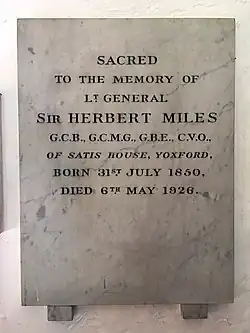 SACRED
TO THE MEMORY OF
LT GENERAL
SIR HERBERT MILES
G.C.B., G.C.M.G., G.B.E., C.V.O.,
OF SATIS HOUSE, YOXFORD,
BORN 31ST JULY 1850,
DIED 6TH MAY 1926.